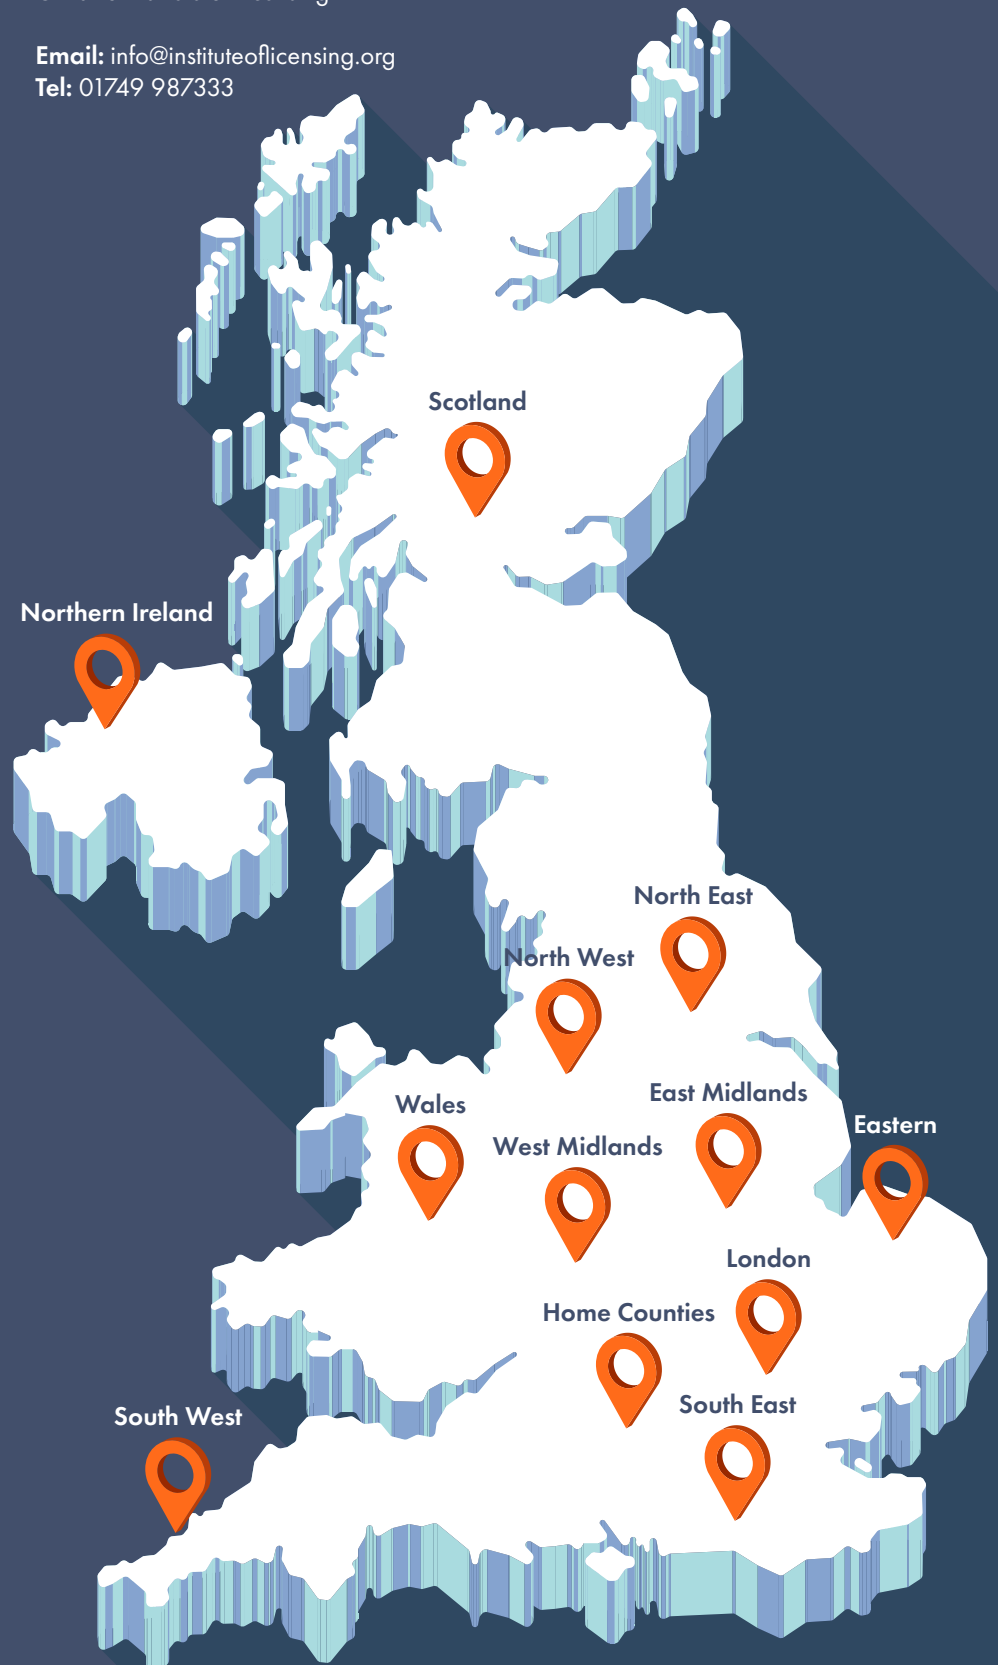 Email: info@instituteoflicensing.org
Tel: 01749 987333
Scotland
Northern Ireland
North East
North West
East Midlands
Wales
Eastern
West Midlands
London
Home Counties
South East
South West